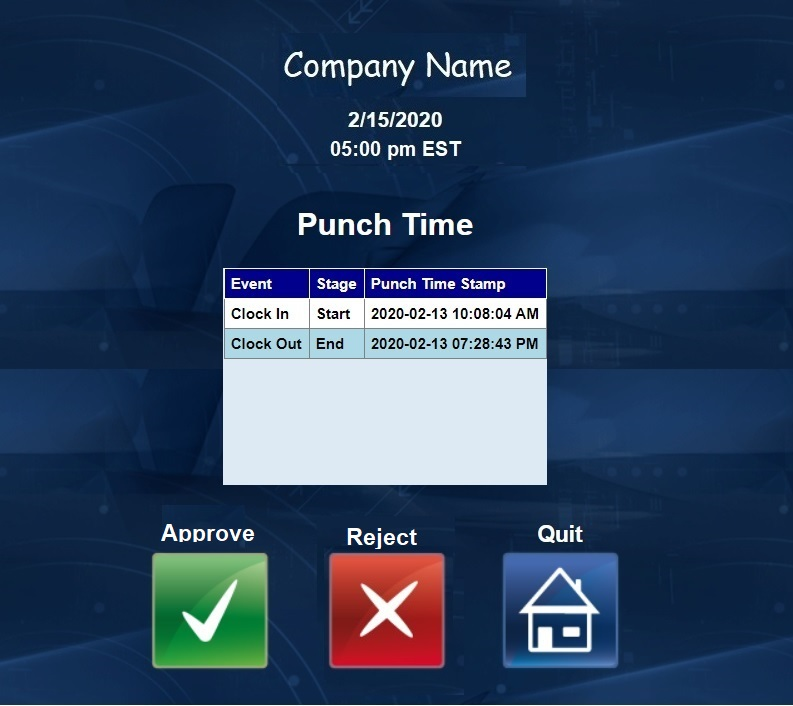 Company Name
2/15/2020
05:00 pm EST
Punch Time
Event Stage Punch Time Stamp
Clock In Start 2020-02-13 10:08:04 AM
Clock Out End 2020-02-13 07:28:43 PM
Approve Reject Quit